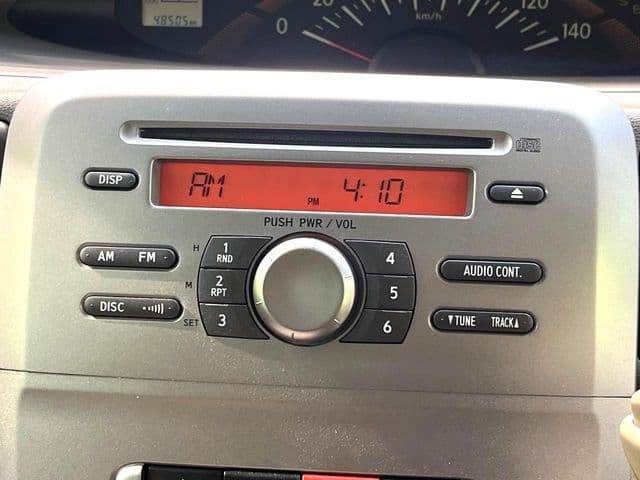 48505 km
0 20 120 140
km/h
DISP
AM PM 4:10
PUSH PWR / VOL
AM FM
DISC
H
M
SET
1
RND
2
RPT
3
4
5
6
AUDIO CONT.
▼TUNE TRACK▲